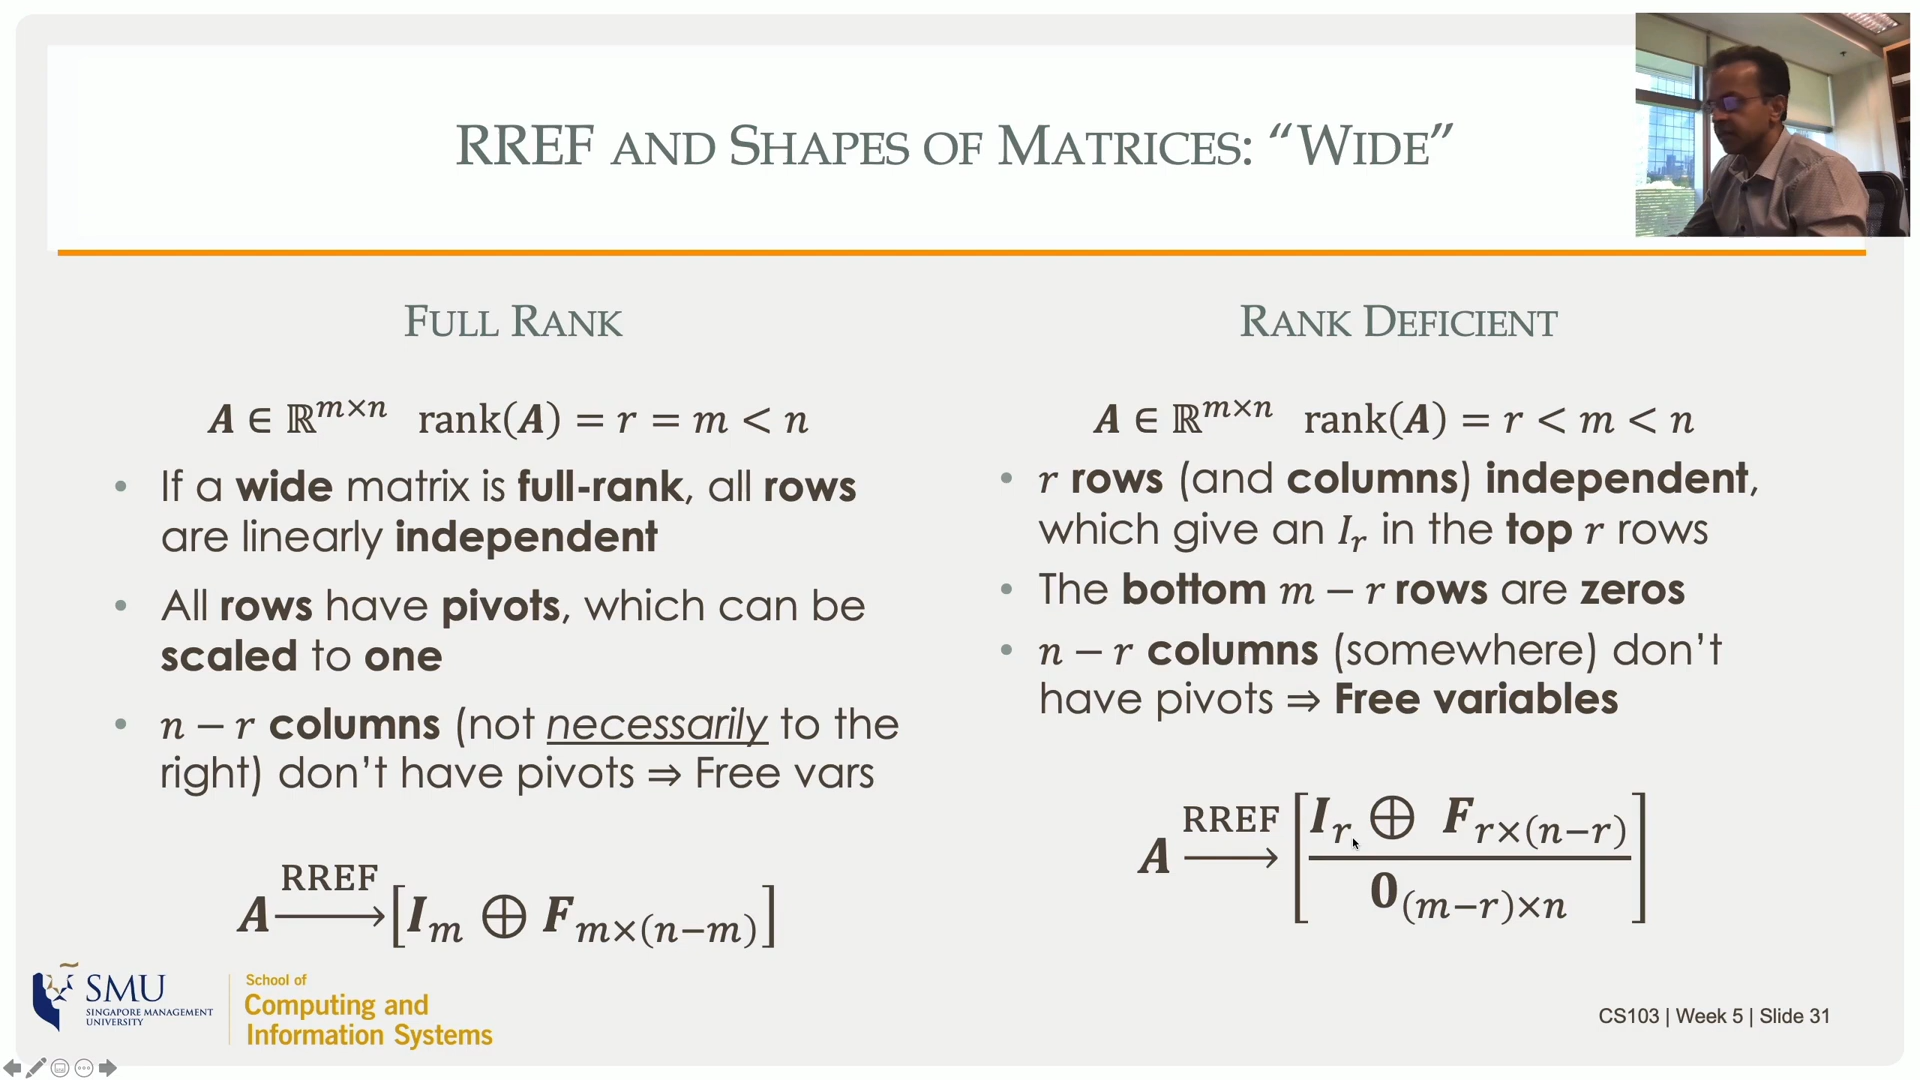 RREF AND SHAPES OF MATRICES: “WIDE”
FULL RANK
𝑨 ∈ ℝ^{m×n} rank(𝑨) = r = m < n
• If a wide matrix is full-rank, all rows
are linearly independent
• All rows have pivots, which can be
scaled to one
• n − r columns (not necessarily to the
right) don’t have pivots ⇒ Free vars
𝑨 RREF⟶ [𝑰_m ⊕ 𝑭_{m×(n−m)}]
RANK DEFICIENT
𝑨 ∈ ℝ^{m×n} rank(𝑨) = r < m < n
• r rows (and columns) independent,
which give an I_r in the top r rows
• The bottom m − r rows are zeros
• n − r columns (somewhere) don’t
have pivots ⇒ Free variables
𝑨 RREF⟶ [𝑰_r ⊕ 𝑭_{r×(n−r)}
𝟎_{(m−r)×n}]
SMU
SINGAPORE MANAGEMENT
UNIVERSITY
School of
Computing and
Information Systems
CS103 | Week 5 | Slide 31